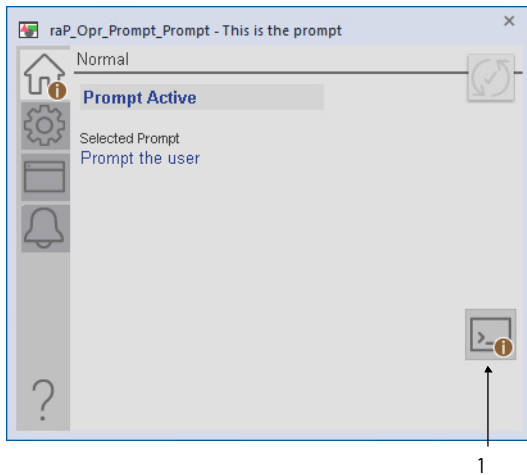 raP_Opr_Prompt_Prompt - This is the prompt
Normal
Prompt Active
Selected Prompt
Prompt the user
1